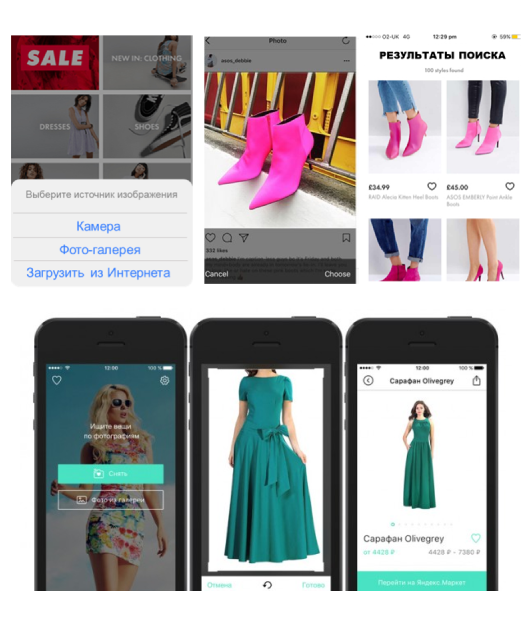 SALE
NEW IN: CLOTHING
DRESSES
SHOES
Выберите источник изображения
Камера
Фото-галерея
Загрузить из Интернета
Photo
asos_debbie
833 likes
Cancel
Choose
O2-UK 4G
12:29 pm
59%
РЕЗУЛЬТАТЫ ПОИСКА
100 styles found
£34.99
RAID Alecia Kitten Heel Boots
£45.00
ASOS EMBERLY Point Ankle
Boots
12:00
100 %
Ищите вещи
по фотографиям
Снять
Фото из галереи
Отмена
Готово
12:00
100 %
Сарафан Olivegrey
Сарафан Olivegrey
от 4428 ₽
4428 ₽ - 7380 ₽
Перейти на Яндекс.Маркет